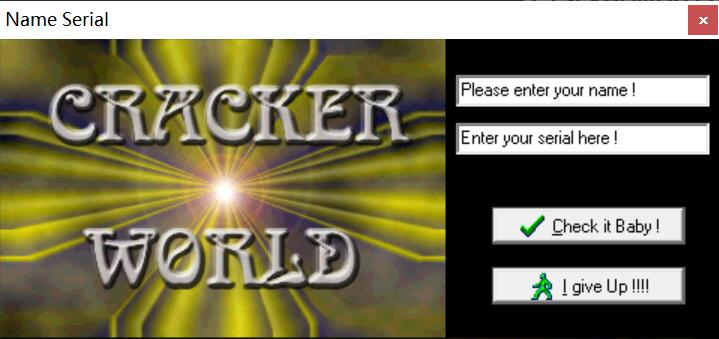 Name Serial
CRACKER
WORLD
Please enter your name !
Enter your serial here !
Check it Baby !
I give Up !!!!